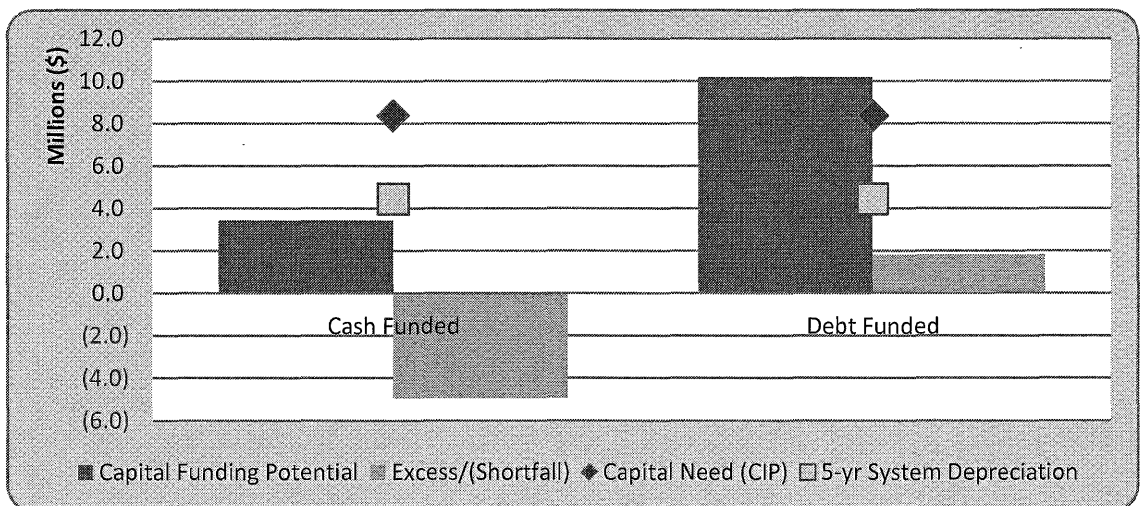 Millions ($)
12.0
10.0
8.0
6.0
4.0
2.0
0.0
(2.0)
(4.0)
(6.0)
Cash Funded
Debt Funded
Capital Funding Potential Excess/(Shortfall) Capital Need (CIP) 5-yr System Depreciation